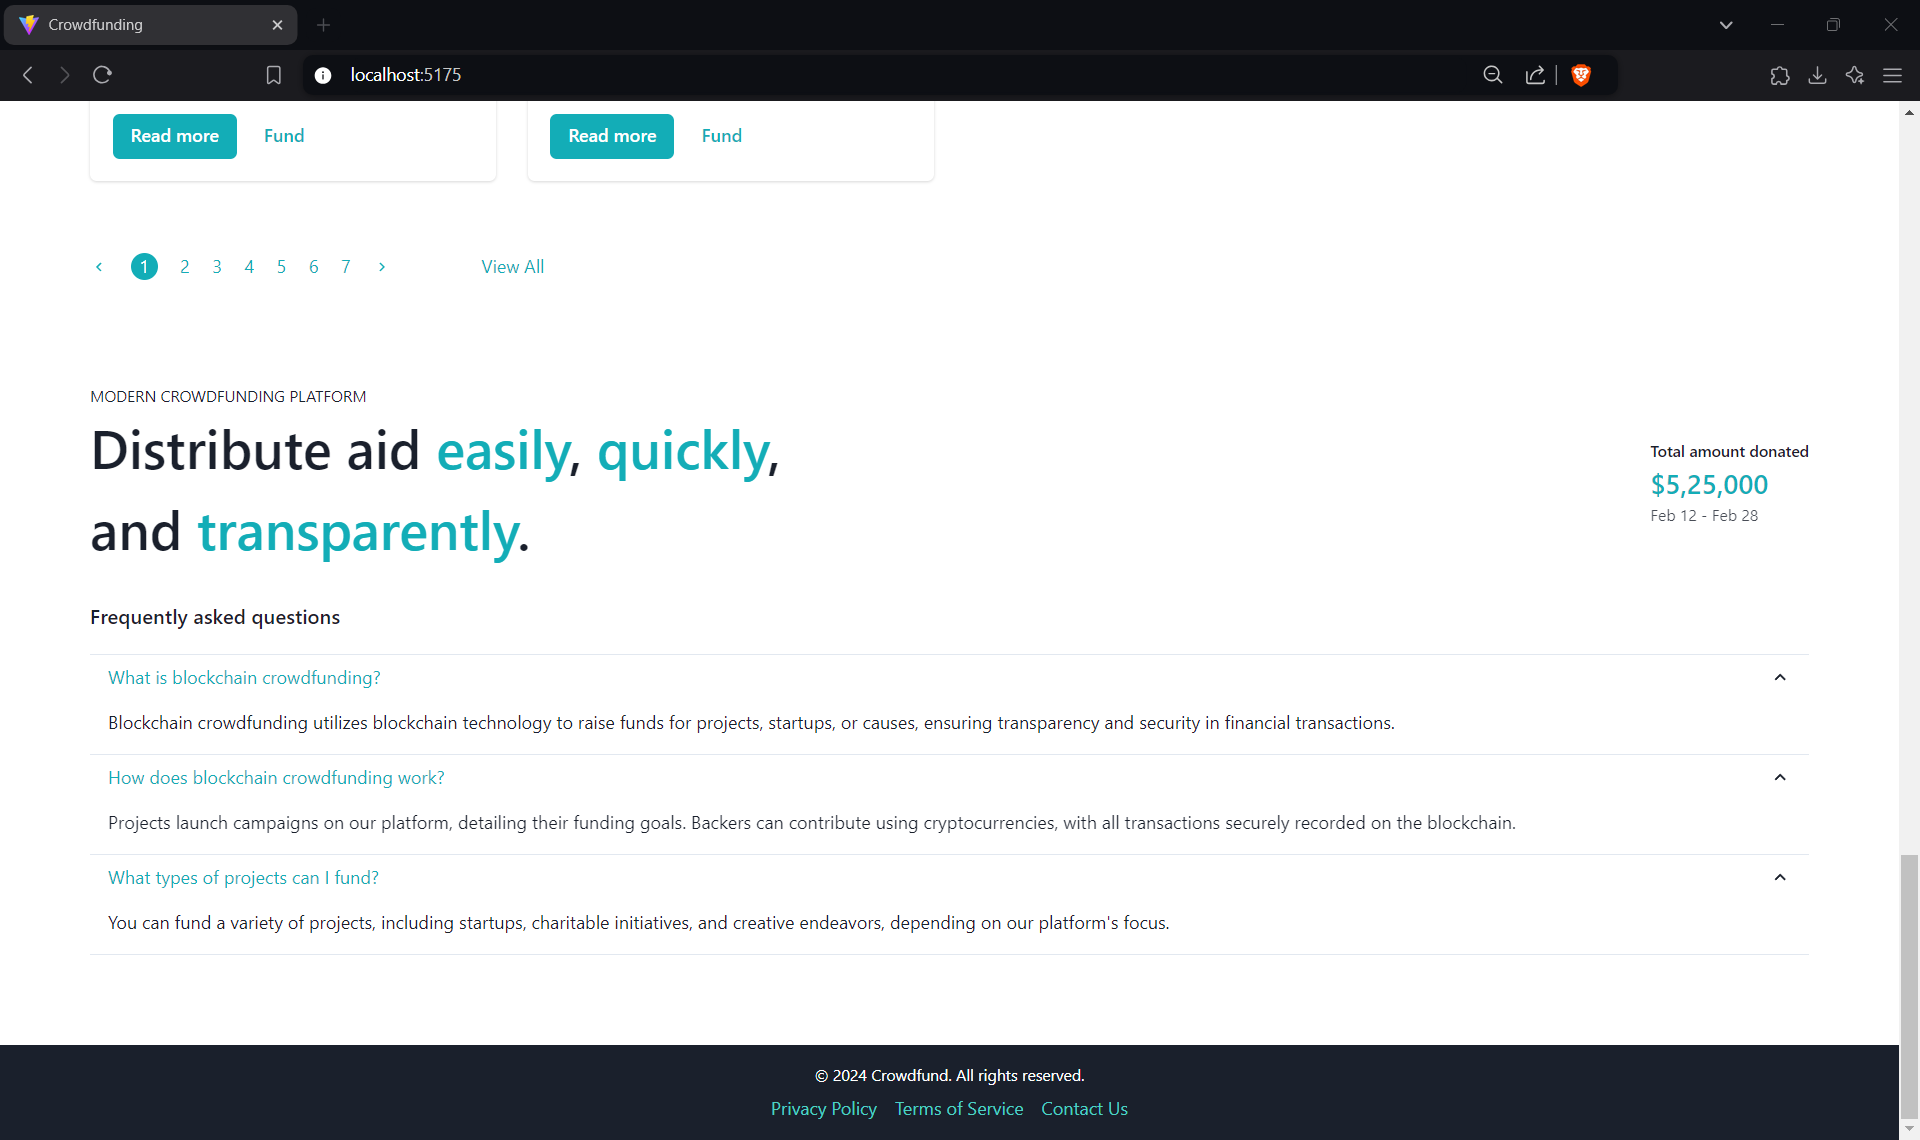 Crowdfunding
localhost:5175
Read more Fund Read more Fund
1 2 3 4 5 6 7 View All
MODERN CROWDFUNDING PLATFORM
Distribute aid easily, quickly,
and transparently.
Total amount donated
$5,25,000
Feb 12 - Feb 28
Frequently asked questions
What is blockchain crowdfunding?
Blockchain crowdfunding utilizes blockchain technology to raise funds for projects, startups, or causes, ensuring transparency and security in financial transactions.
How does blockchain crowdfunding work?
Projects launch campaigns on our platform, detailing their funding goals. Backers can contribute using cryptocurrencies, with all transactions securely recorded on the blockchain.
What types of projects can I fund?
You can fund a variety of projects, including startups, charitable initiatives, and creative endeavors, depending on our platform's focus.
© 2024 Crowdfund. All rights reserved.
Privacy Policy Terms of Service Contact Us